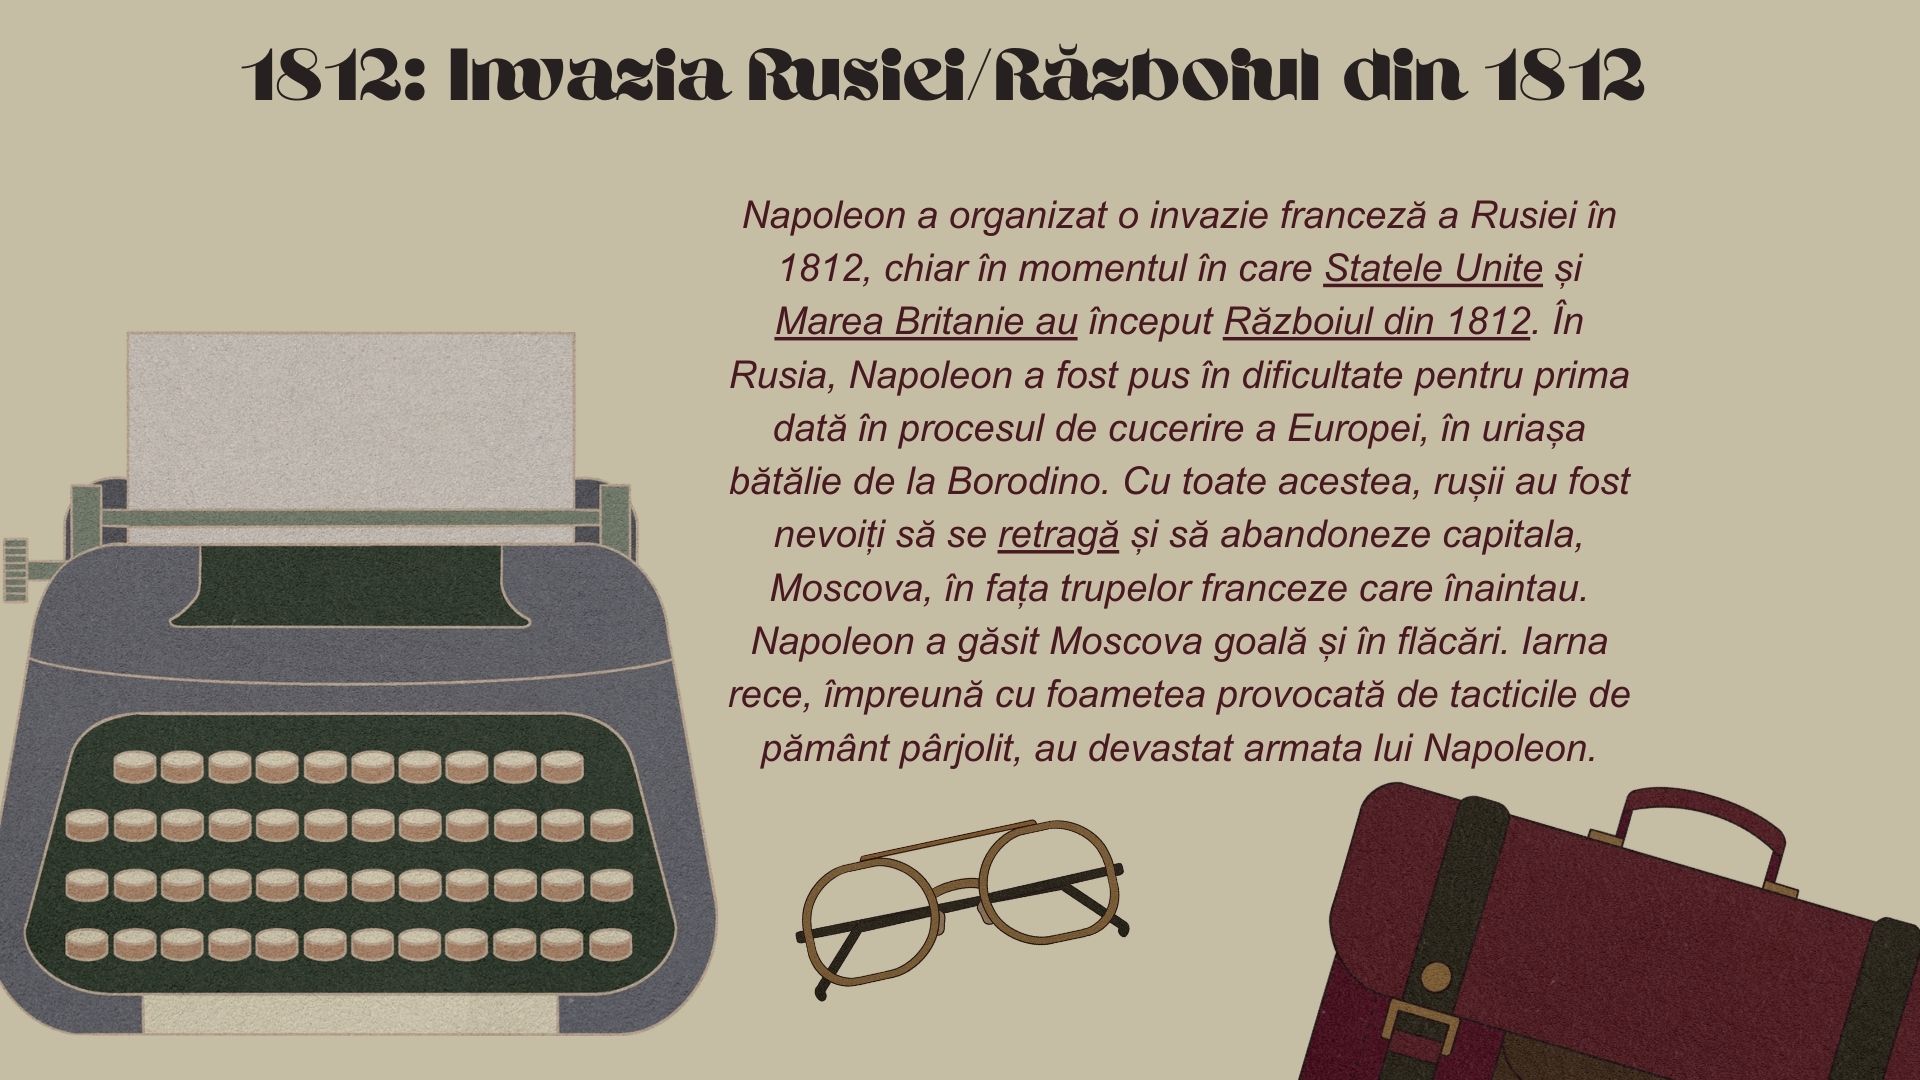 1812: Invazia Rusiei/Războiul din 1812
Napoleon a organizat o invazie franceză a Rusiei în
1812, chiar în momentul în care Statele Unite și
Marea Britanie au început Războiul din 1812. În
Rusia, Napoleon a fost pus în dificultate pentru prima
dată în procesul de cucerire a Europei, în uriașa
bătălie de la Borodino. Cu toate acestea, rușii au fost
nevoiți să se retragă și să abandoneze capitala,
Moscova, în fața trupelor franceze care înaintau.
Napoleon a găsit Moscova goală și în flăcări. Iarna
rece, împreună cu foametea provocată de tacticile de
pământ pârjolit, au devastat armata lui Napoleon.